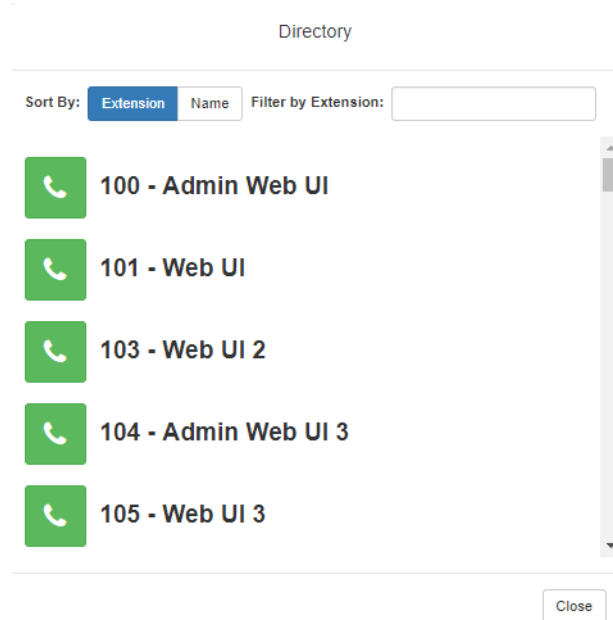 Directory
Sort By: Extension Name Filter by Extension:
100 - Admin Web UI
101 - Web UI
103 - Web UI 2
104 - Admin Web UI 3
105 - Web UI 3
Close